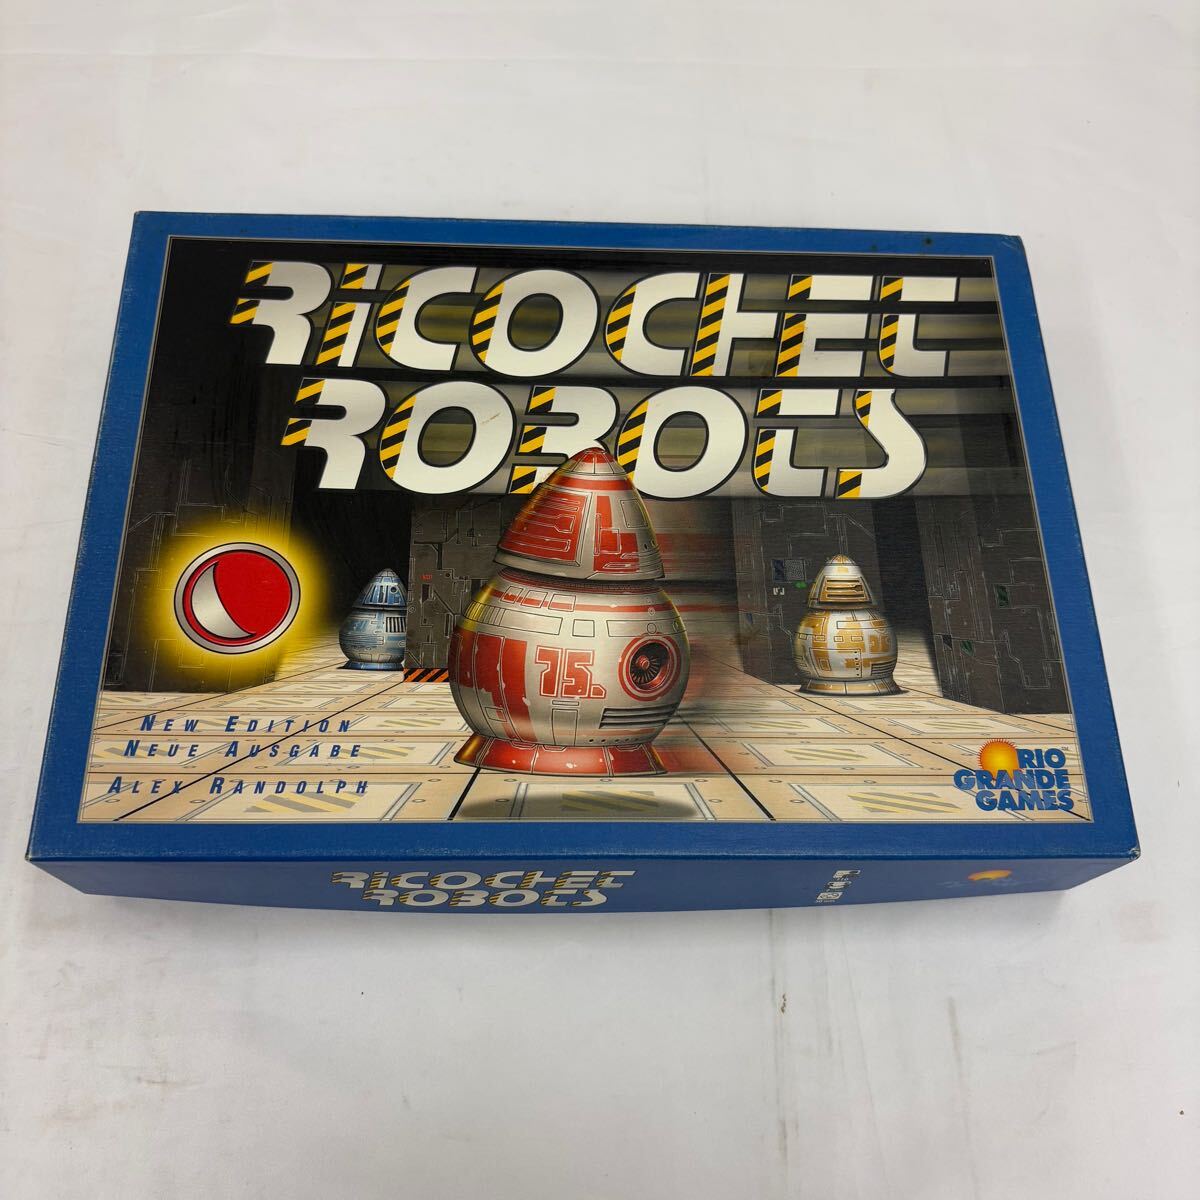 RiCOCHET
ROBOTS
75.
NEW EDITION
NEUE AUSGABE
ALEX RANDOLPH
RIO
GRANDE
GAMES
RiCOCHET
ROBOTS